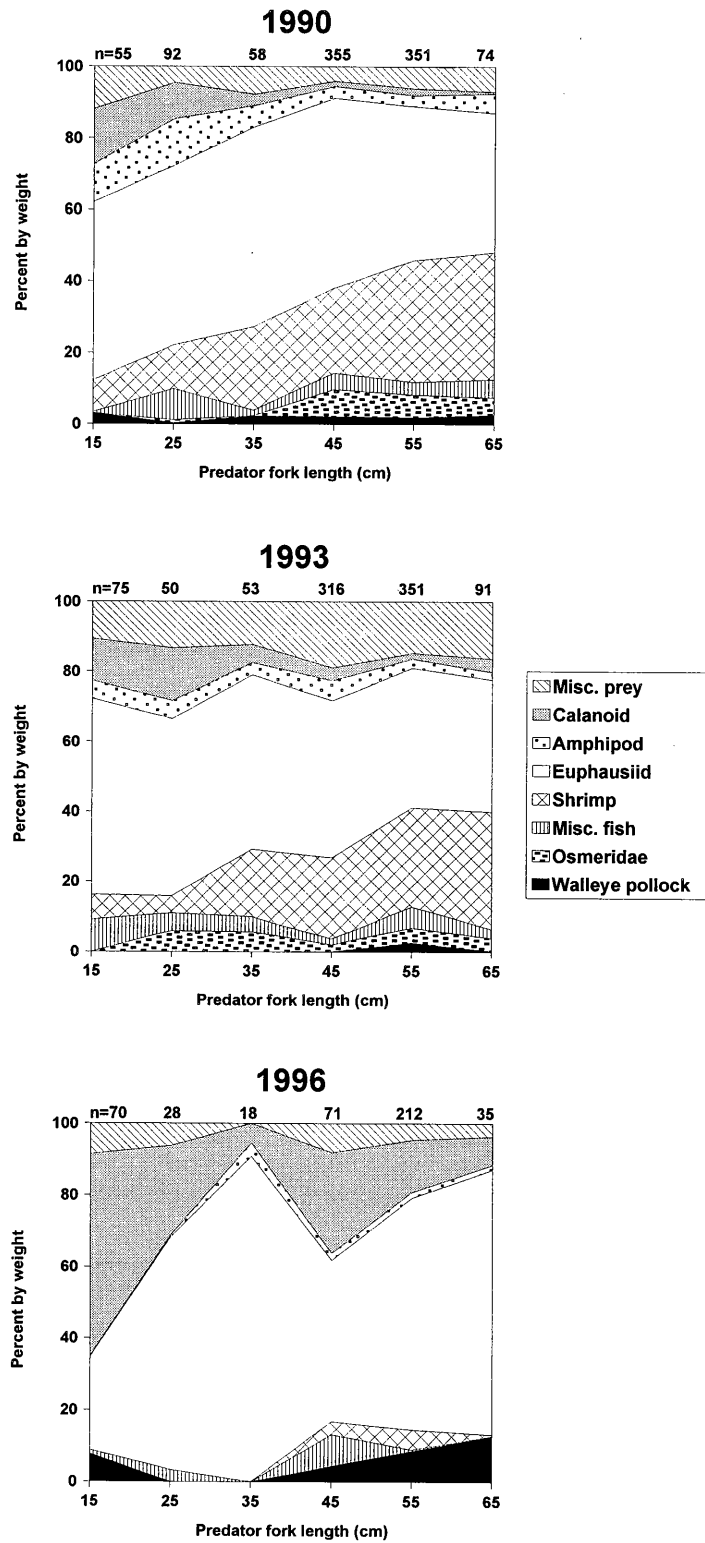 1990
n=55 92 58 355 351 74
100
80
60
40
20
0
Percent by weight
15 25 35 45 55 65
Predator fork length (cm)
1993
n=75 50 53 316 351 91
100
80
60
40
20
0
Percent by weight
15 25 35 45 55 65
Predator fork length (cm)
Misc. prey
Calanoid
Amphipod
Euphausiid
Shrimp
Misc. fish
Osmeridae
Walleye pollock
1996
n=70 28 18 71 212 35
100
80
60
40
20
0
Percent by weight
15 25 35 45 55 65
Predator fork length (cm)